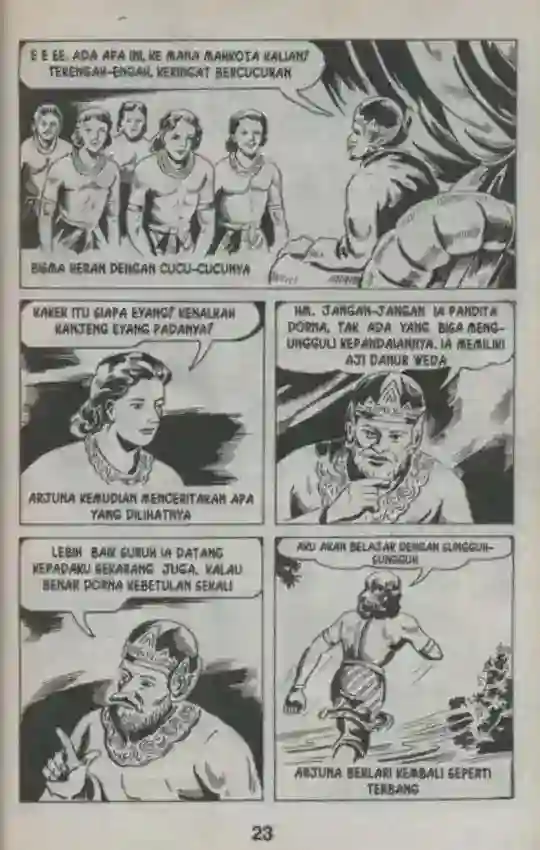 E E EE. ADA APA INI, KE MANA MAHKOTA KALIAN?
TERENGAH-ENGAH, KERINGAT BERCUCURAN
BISMA HERAN DENGAN CUCU-CUCUNYA
KAKEK ITU SIAPA EYANG? KENALKAH
KANJENG EYANG PADANYA?
ARJUNA KEMUDIAN MENCERITAKAN APA
YANG DILIHATNYA
HM. JANGAN-JANGAN IA PANDITA
DORNA, TAK ADA YANG BISA MENG-
UNGGULI KEPANDAIANNYA. IA MEMILIKI
AJI DANUR WEDA
LEBIH BAIK SURUH IA DATANG
KEPADAKU SEKARANG JUGA, KALAU
BENAR DORNA KEBETULAN SEKALI
AKU AKAN BELAJAR DENGAN SUNGGUH-
SUNGGUH
ARJUNA BERLARI KEMBALI SEPERTI
TERBANG
23